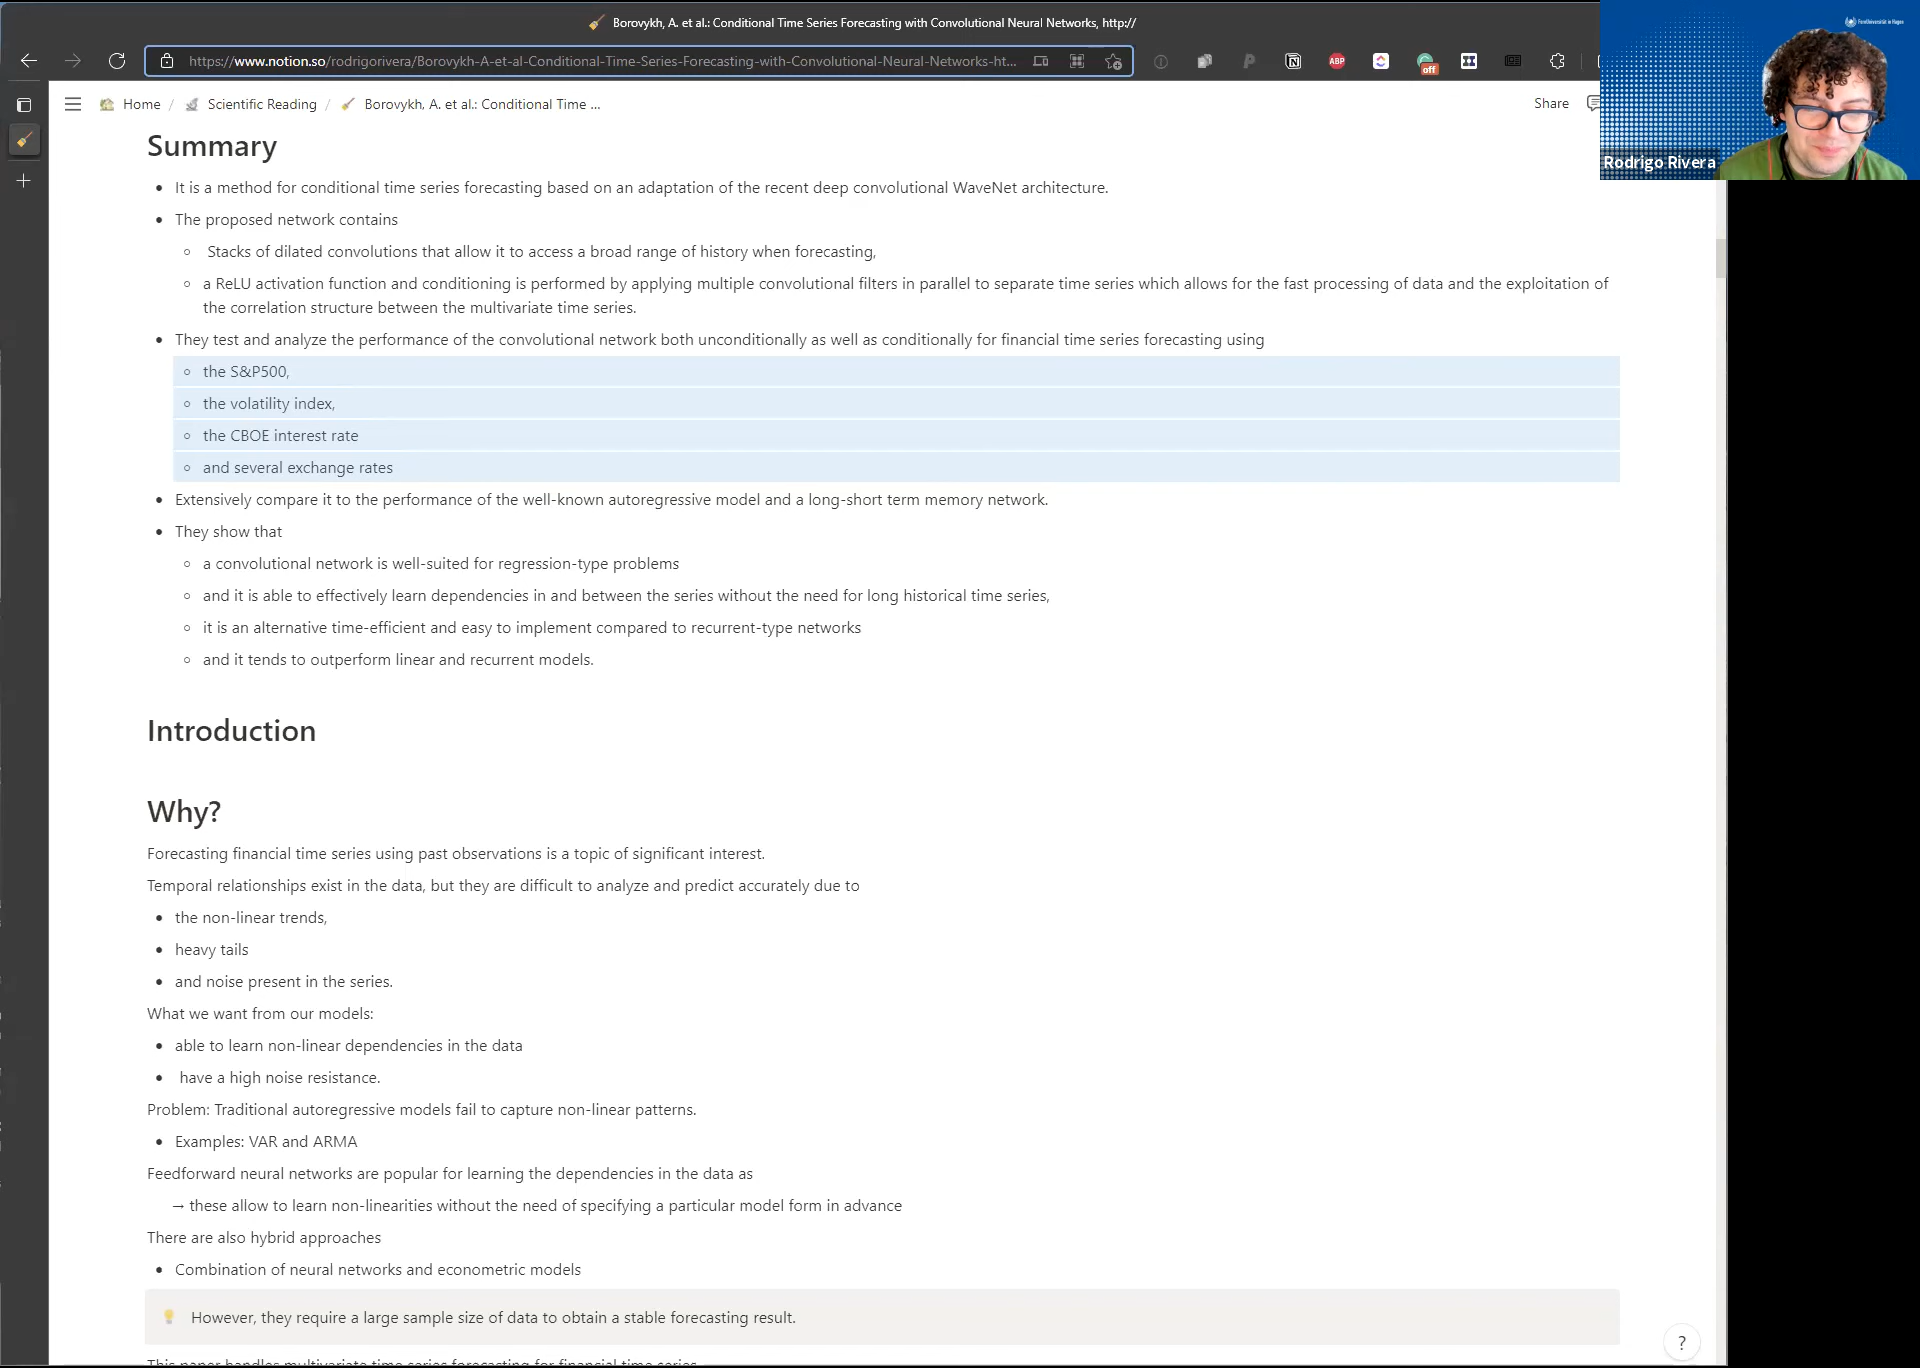 Borovykh, A. et al.: Conditional Time Series Forecasting with Convolutional Neural Networks, http://
https://www.notion.so/rodrigorivera/Borovykh-A-et-al-Conditional-Time-Series-Forecasting-with-Convolutional-Neural-Networks-ht...
ABP
off
Home / Scientific Reading / Borovykh, A. et al.: Conditional Time ...
Share
FernUniversität in Hagen
Rodrigo Rivera
Summary
• It is a method for conditional time series forecasting based on an adaptation of the recent deep convolutional WaveNet architecture.
• The proposed network contains
◦ Stacks of dilated convolutions that allow it to access a broad range of history when forecasting,
◦ a ReLU activation function and conditioning is performed by applying multiple convolutional filters in parallel to separate time series which allows for the fast processing of data and the exploitation of
the correlation structure between the multivariate time series.
• They test and analyze the performance of the convolutional network both unconditionally as well as conditionally for financial time series forecasting using
◦ the S&P500,
◦ the volatility index,
◦ the CBOE interest rate
◦ and several exchange rates
• Extensively compare it to the performance of the well-known autoregressive model and a long-short term memory network.
• They show that
◦ a convolutional network is well-suited for regression-type problems
◦ and it is able to effectively learn dependencies in and between the series without the need for long historical time series,
◦ it is an alternative time-efficient and easy to implement compared to recurrent-type networks
◦ and it tends to outperform linear and recurrent models.
Introduction
Why?
Forecasting financial time series using past observations is a topic of significant interest.
Temporal relationships exist in the data, but they are difficult to analyze and predict accurately due to
• the non-linear trends,
• heavy tails
• and noise present in the series.
What we want from our models:
• able to learn non-linear dependencies in the data
• have a high noise resistance.
Problem: Traditional autoregressive models fail to capture non-linear patterns.
• Examples: VAR and ARMA
Feedforward neural networks are popular for learning the dependencies in the data as
→ these allow to learn non-linearities without the need of specifying a particular model form in advance
There are also hybrid approaches
• Combination of neural networks and econometric models
However, they require a large sample size of data to obtain a stable forecasting result.
This paper handles multivariate time series forecasting for financial time series
?